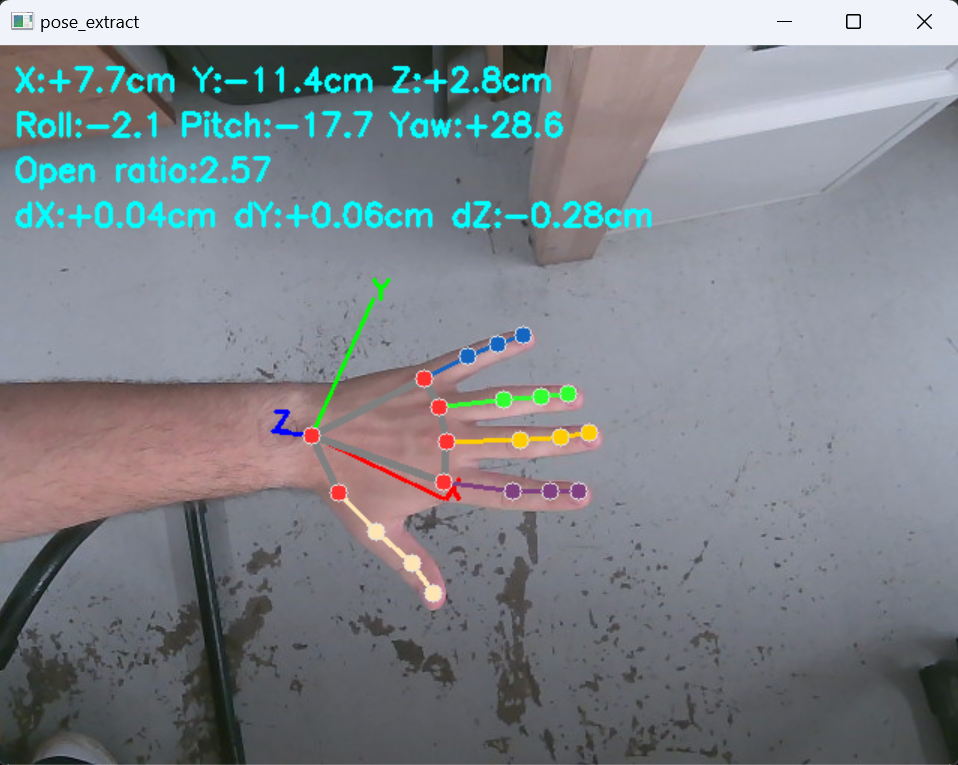 pose_extract
X:+7.7cm Y:-11.4cm Z:+2.8cm
Roll:-2.1 Pitch:-17.7 Yaw:+28.6
Open ratio:2.57
dX:+0.04cm dY:+0.06cm dZ:-0.28cm
Y
Z
X